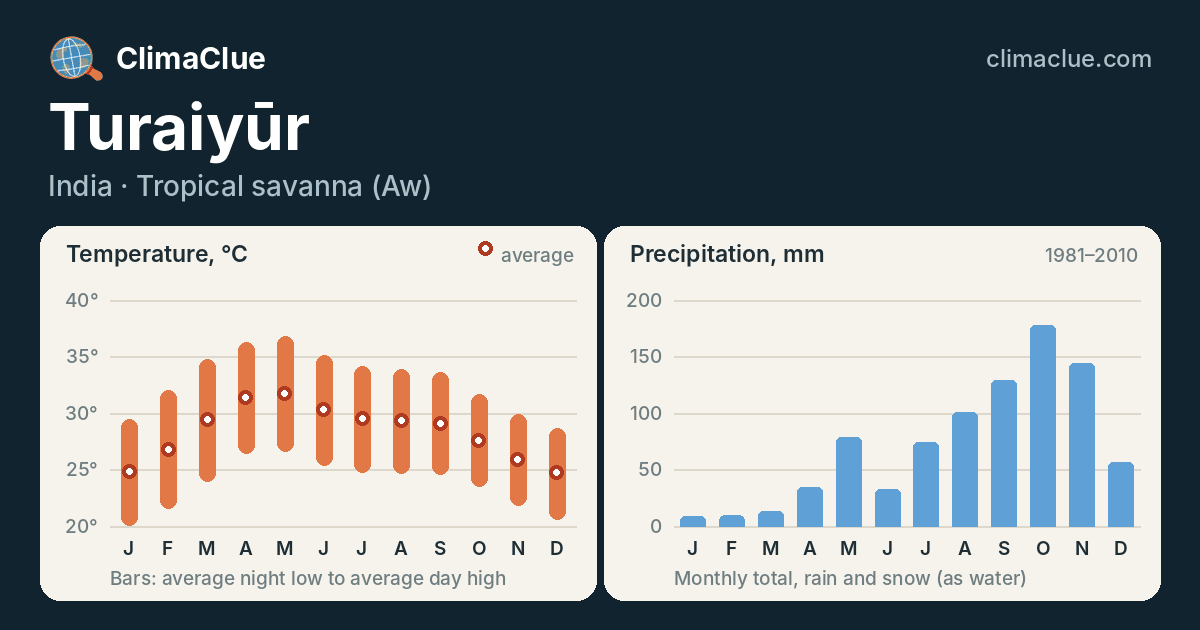 ClimaClue
climaclue.com
Turaiyūr
India · Tropical savanna (Aw)
Temperature, °C
average
40°
35°
30°
25°
20°
J F M A M J J A S O N D
Bars: average night low to average day high
Precipitation, mm
1981–2010
200
150
100
50
0
J F M A M J J A S O N D
Monthly total, rain and snow (as water)